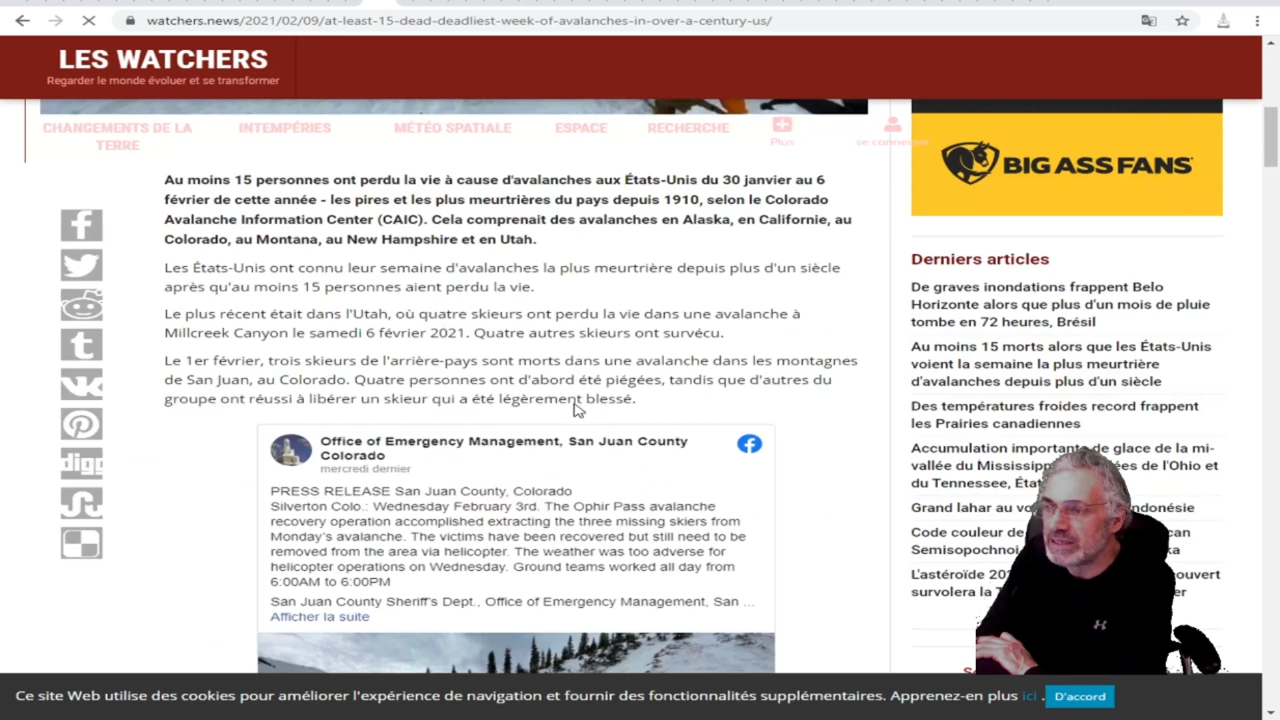 watchers.news/2021/02/09/at-least-15-dead-deadliest-week-of-avalanches-in-over-a-century-us/
LES WATCHERS
Regarder le monde évoluer et se transformer
CHANGEMENTS DE LA
TERRE
INTEMPÉRIES
MÉTÉO SPATIALE
ESPACE
RECHERCHE
Plus
se connecter
BIG ASS FANS
Au moins 15 personnes ont perdu la vie à cause d'avalanches aux États-Unis du 30 janvier au 6
février de cette année - les pires et les plus meurtrières du pays depuis 1910, selon le Colorado
Avalanche Information Center (CAIC). Cela comprenait des avalanches en Alaska, en Californie, au
Colorado, au Montana, au New Hampshire et en Utah.
Les États-Unis ont connu leur semaine d'avalanches la plus meurtrière depuis plus d'un siècle
après qu'au moins 15 personnes aient perdu la vie.
Le plus récent était dans l'Utah, où quatre skieurs ont perdu la vie dans une avalanche à
Millcreek Canyon le samedi 6 février 2021. Quatre autres skieurs ont survécu.
Le 1er février, trois skieurs de l'arrière-pays sont morts dans une avalanche dans les montagnes
de San Juan, au Colorado. Quatre personnes ont d'abord été piégées, tandis que d'autres du
groupe ont réussi à libérer un skieur qui a été légèrement blessé.
Office of Emergency Management, San Juan County
Colorado
mercredi dernier
PRESS RELEASE San Juan County, Colorado
Silverton Colo.: Wednesday February 3rd. The Ophir Pass avalanche
recovery operation accomplished extracting the three missing skiers from
Monday's avalanche. The victims have been recovered but still need to be
removed from the area via helicopter. The weather was too adverse for
helicopter operations on Wednesday. Ground teams worked all day from
6:00AM to 6:00PM
San Juan County Sheriff's Dept., Office of Emergency Management, San ...
Afficher la suite
Derniers articles
De graves inondations frappent Belo
Horizonte alors que plus d'un mois de pluie
tombe en 72 heures, Brésil
Au moins 15 morts alors que les États-Unis
voient la semaine la plus meurtrière
d'avalanches depuis plus d'un siècle
Des températures froides record frappent
les Prairies canadiennes
Accumulation importante de glace de la mi-
vallée du Mississippi de l'Ohio et
du Tennessee,
Grand lahar au
Code couleur de
Semisopochnoi
L'astéroïde
survolera la
digg
Ce site Web utilise des cookies pour améliorer l'expérience de navigation et fournir des fonctionnalités supplémentaires. Apprenez-en plus ici .
D'accord